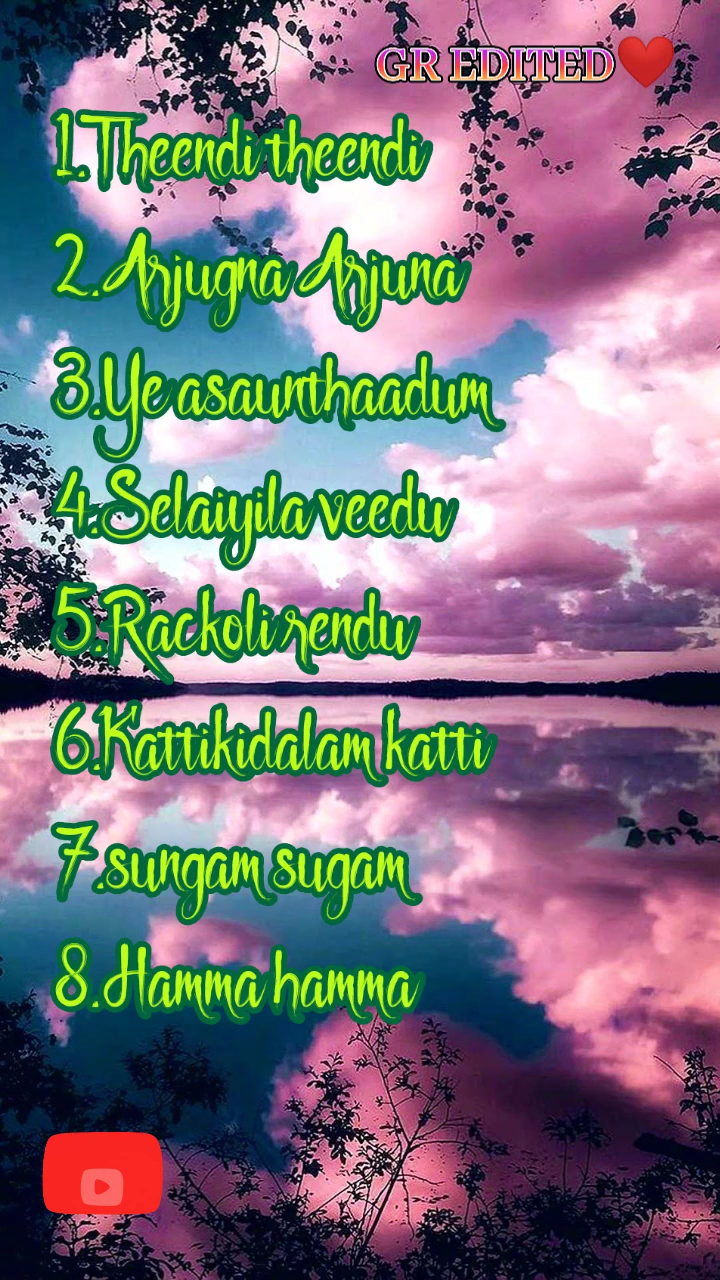 GR EDITED❤️
1.Theendi theendi
2.Arjugna Arjuna
3.Ye asaurthaadum
4.Selaiyila veedu
5.Rackoli rendu
6.Kattikidalam katti
7.sungam sugam
8.Hamma hamma